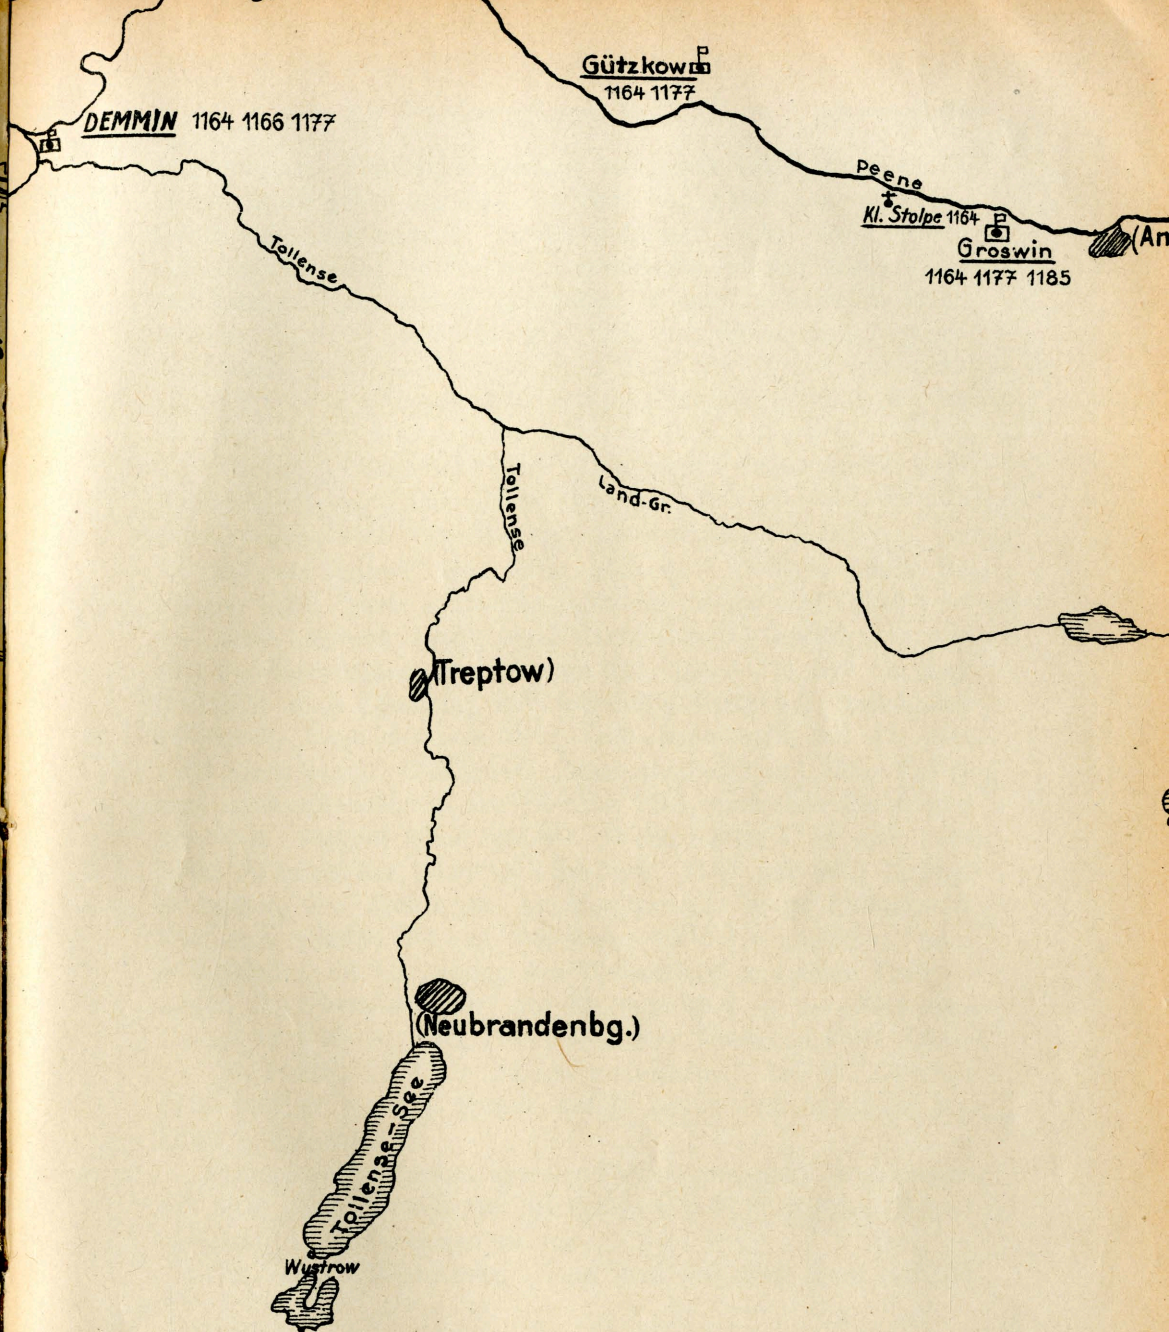 Gützkow
1164 1177
DEMMIN 1164 1166 1177
Peene
Kl. Stolpe 1164
(An
Groswin
1164 1177 1185
Tollense
Tollense
Land-Gr.
(Treptow)
(Neubrandenbg.)
Tollense-See
Wustrow